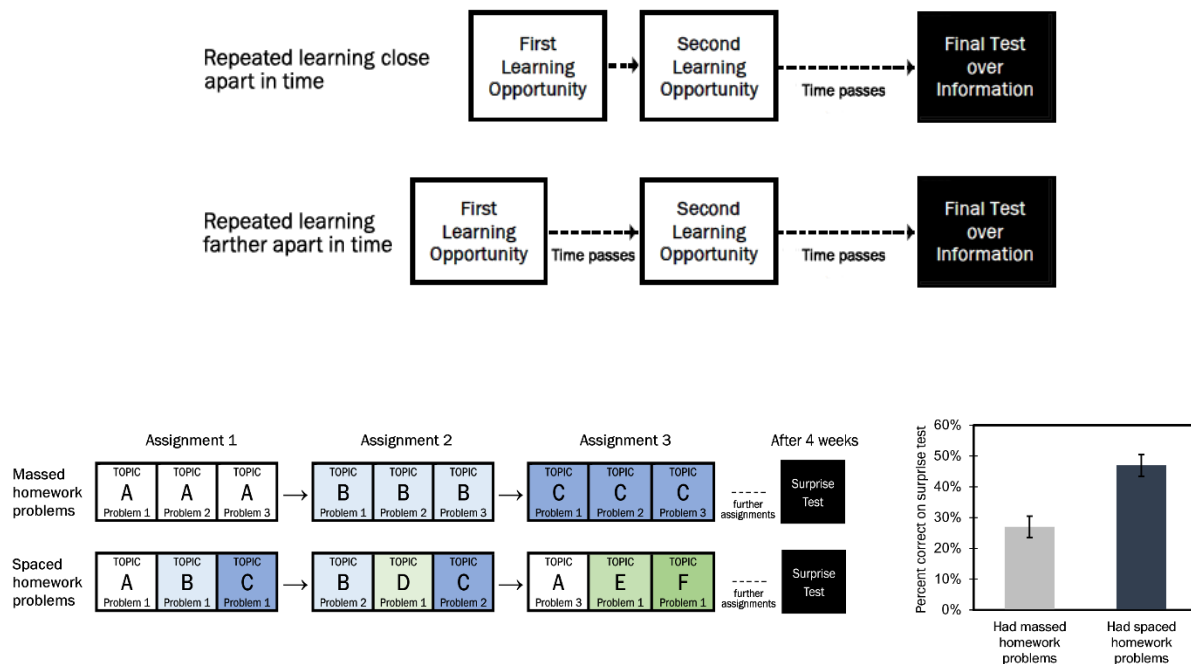 Repeated learning close
apart in time
First
Learning
Opportunity
Second
Learning
Opportunity
Time passes
Final Test
over
Information
Repeated learning
farther apart in time
First
Learning
Opportunity
Time passes
Second
Learning
Opportunity
Time passes
Final Test
over
Information
Assignment 1
Assignment 2
Assignment 3
After 4 weeks
Massed
homework
problems
TOPIC TOPIC TOPIC
A A A
Problem 1 Problem 2 Problem 3
TOPIC TOPIC TOPIC
B B B
Problem 1 Problem 2 Problem 3
TOPIC TOPIC TOPIC
C C C
Problem 1 Problem 2 Problem 3
further
assignments
Surprise
Test
Spaced
homework
problems
TOPIC TOPIC TOPIC
A B C
Problem 1 Problem 1 Problem 1
TOPIC TOPIC TOPIC
B D C
Problem 2 Problem 1 Problem 2
TOPIC TOPIC TOPIC
A E F
Problem 3 Problem 1 Problem 1
further
assignments
Surprise
Test
Percent correct on surprise test
60%
50%
40%
30%
20%
10%
0%
Had massed
homework
problems
Had spaced
homework
problems